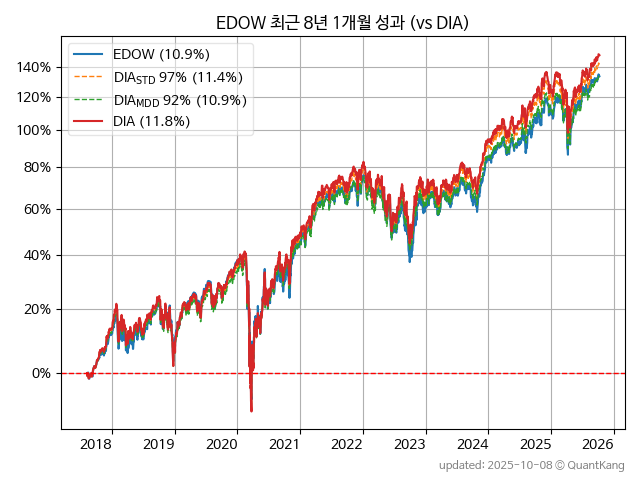 EDOW 최근 8년 1개월 성과 (vs DIA)
EDOW (10.9%)
DIA_STD 97% (11.4%)
DIA_MDD 92% (10.9%)
DIA (11.8%)
140%
120%
100%
80%
60%
40%
20%
0%
2018 2019 2020 2021 2022 2023 2024 2025 2026
updated: 2025-10-08 © QuantKang